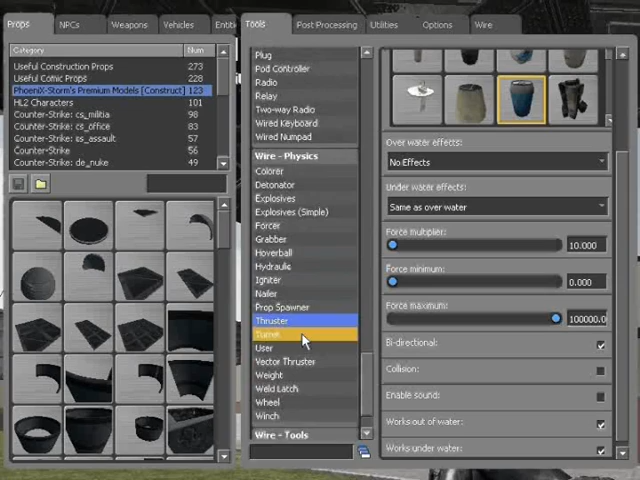 Props NPCs Weapons Vehicles Entiti
Tools Post Processing Utilities Options Wire
Category Num
Useful Construction Props 273
Useful Comic Props 228
PhoeniX-Storm's Premium Models [Construct] 123
HL2 Characters 101
Counter-Strike: cs_militia 98
Counter-Strike: cs_office 83
Counter-Strike: cs_assault 57
Counter-Strike 56
Counter-Strike: de_nuke 49
Plug
Pod Controller
Radio
Relay
Two-way Radio
Wired Keyboard
Wired Numpad
Wire - Physics
Colorer
Detonator
Explosives
Explosives (Simple)
Forcer
Grabber
Hoverball
Hydraulic
Igniter
Nailer
Prop Spawner
Thruster
Turret
User
Vector Thruster
Weight
Weld Latch
Wheel
Winch
Wire - Tools
Over water effects:
No Effects
Under water effects:
Same as over water
Force multiplier:
10.000
Force minimum:
0.000
Force maximum:
100000.0
Bi-directional:
Collision:
Enable sound:
Works out of water:
Works under water: